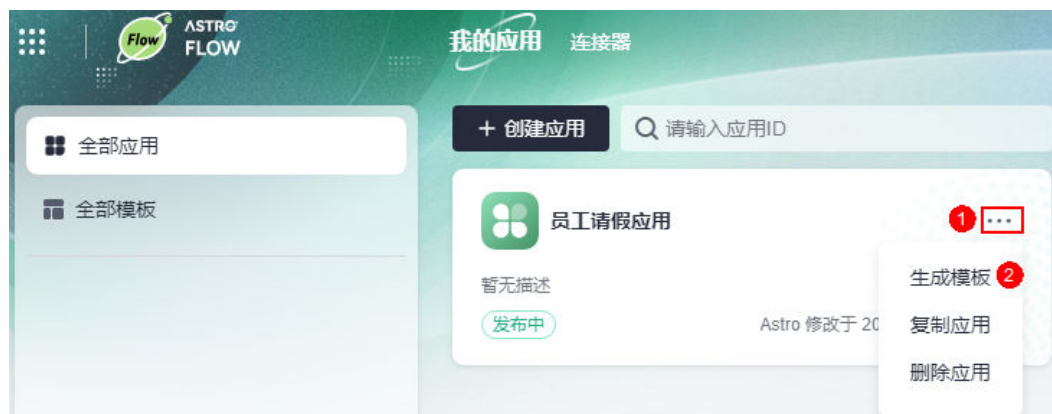 Flow
ASTRO
FLOW
我的应用 连接器
全部应用
全部模板
+ 创建应用
请输入应用ID
员工请假应用
1 ...
生成模板 2
复制应用
删除应用
暂无描述
发布中
Astro 修改于 20